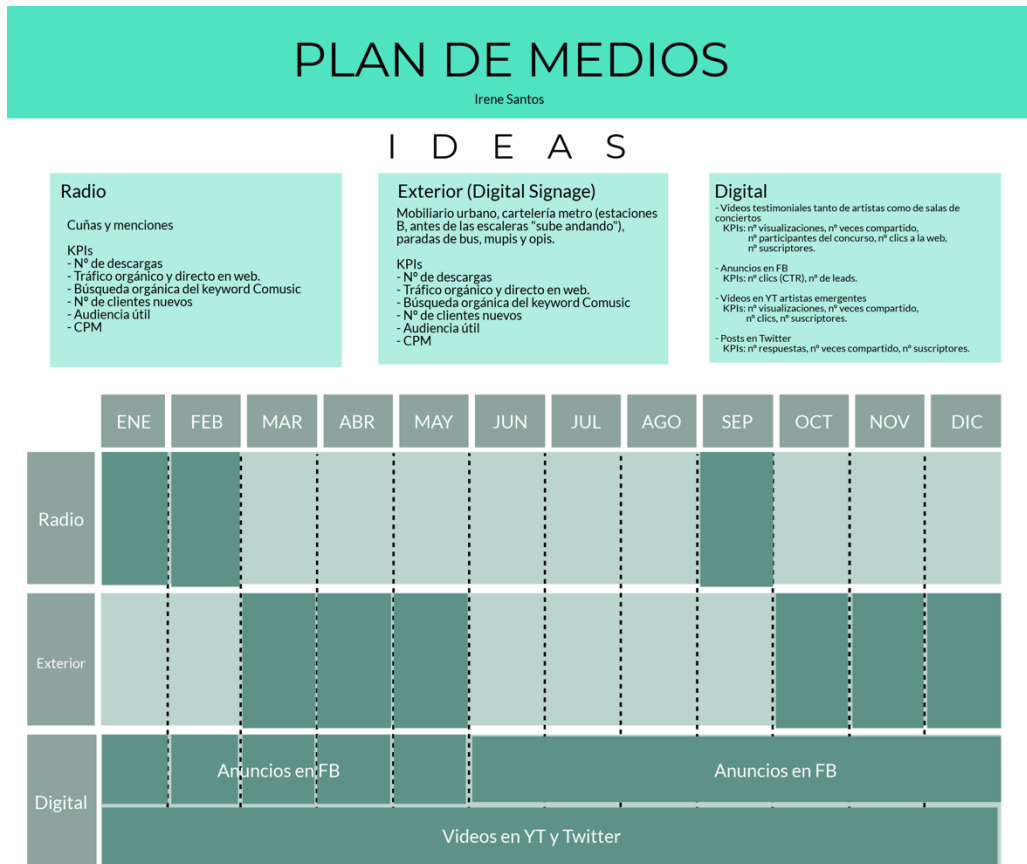 PLAN DE MEDIOS
Irene Santos
I D E A S
Radio
Cuñas y menciones
KPIs
- Nº de descargas
- Tráfico orgánico y directo en web.
- Búsqueda orgánica del keyword Comusic
- Nº de clientes nuevos
- Audiencia útil
- CPM
Exterior (Digital Signage)
Mobiliario urbano, cartelería metro (estaciones
B, antes de las escaleras "sube andando"),
paradas de bus, mupis y opis.
KPIs
- Nº de descargas
- Tráfico orgánico y directo en web.
- Búsqueda orgánica del keyword Comusic
- Nº de clientes nuevos
- Audiencia útil
- CPM
Digital
- Videos testimoniales tanto de artistas como de salas de
conciertos
KPIs: nº visualizaciones, nº veces compartido,
nº participantes del concurso, nº clics a la web,
nº suscriptores.
- Anuncios en FB
KPIs: nº clics (CTR), nº de leads.
- Videos en YT artistas emergentes
KPIs: nº visualizaciones, nº veces compartido,
nº clics, nº suscriptores.
- Posts en Twitter
KPIs: nº respuestas, nº veces compartido, nº suscriptores.
ENE FEB MAR ABR MAY JUN JUL AGO SEP OCT NOV DIC
Radio
Exterior
Digital
Anuncios en FB
Anuncios en FB
Videos en YT y Twitter